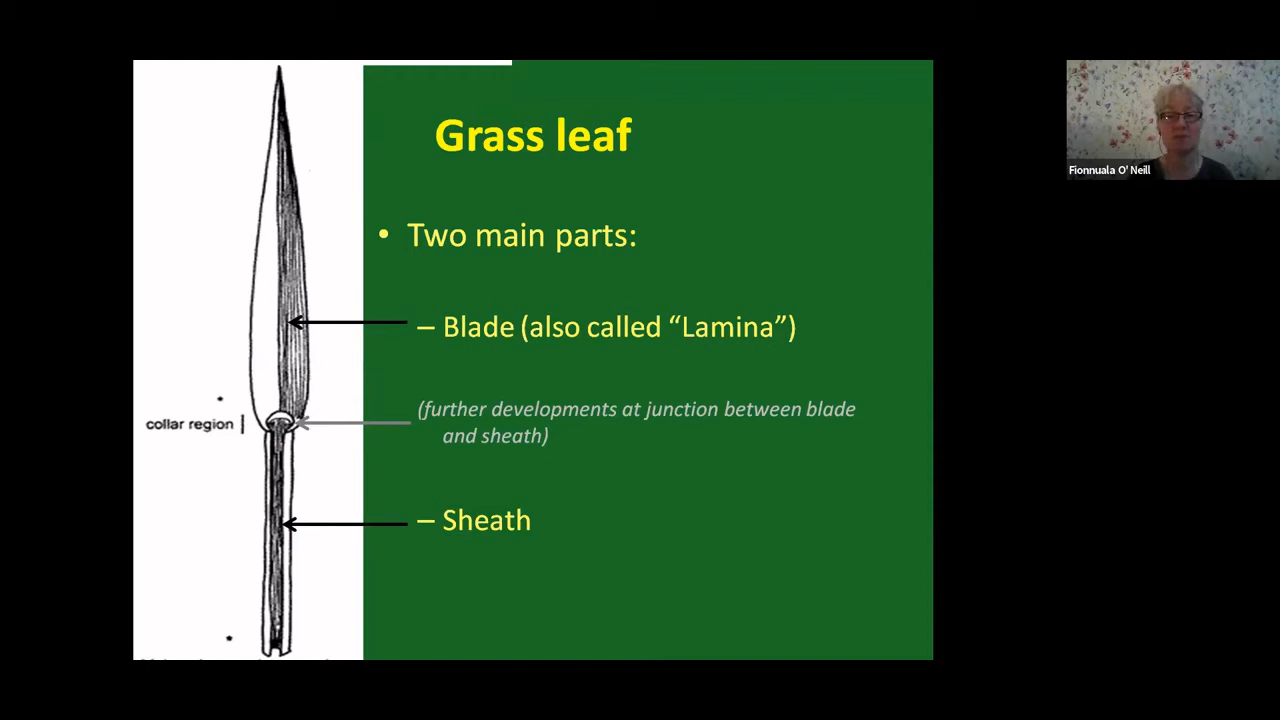 Grass leaf
• Two main parts:
– Blade (also called “Lamina”)
(further developments at junction between blade
and sheath)
collar region
– Sheath
Fionnuala O' Neill